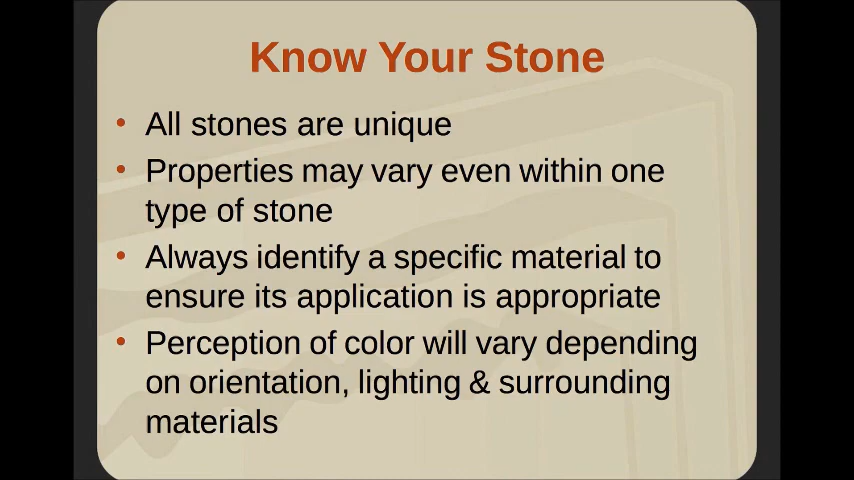 Know Your Stone
• All stones are unique
• Properties may vary even within one
type of stone
• Always identify a specific material to
ensure its application is appropriate
• Perception of color will vary depending
on orientation, lighting & surrounding
materials